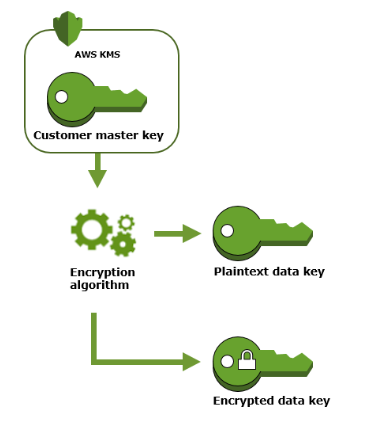 AWS KMS
Customer master key
Encryption
algorithm
Plaintext data key
Encrypted data key